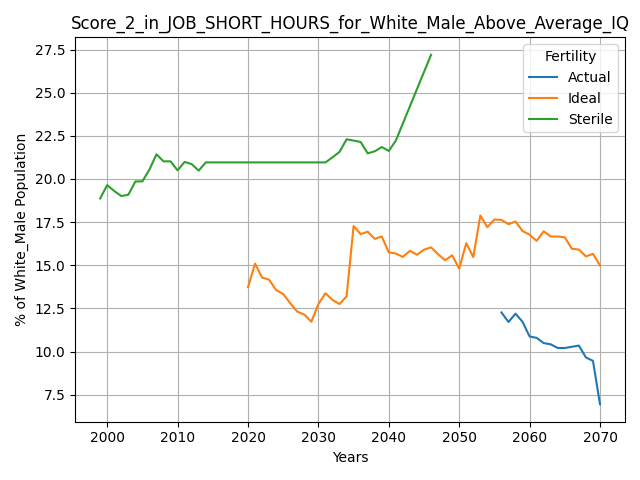 Score_2_in_JOB_SHORT_HOURS_for_White_Male_Above_Average_IQ
27.5
25.0
22.5
20.0
17.5
15.0
12.5
10.0
7.5
% of White_Male Population
Fertility
Actual
Ideal
Sterile
2000 2010 2020 2030 2040 2050 2060 2070
Years